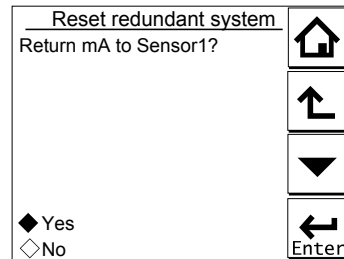 Reset redundant system
Return mA to Sensor1?
Yes
No
Enter